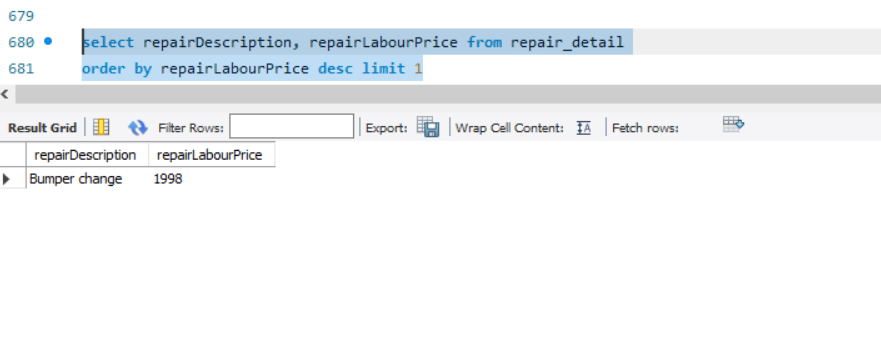 679
680 select repairDescription, repairLabourPrice from repair_detail
681 order by repairLabourPrice desc limit 1
Result Grid Filter Rows: Export: Wrap Cell Content: Fetch rows:
repairDescription repairLabourPrice
Bumper change 1998